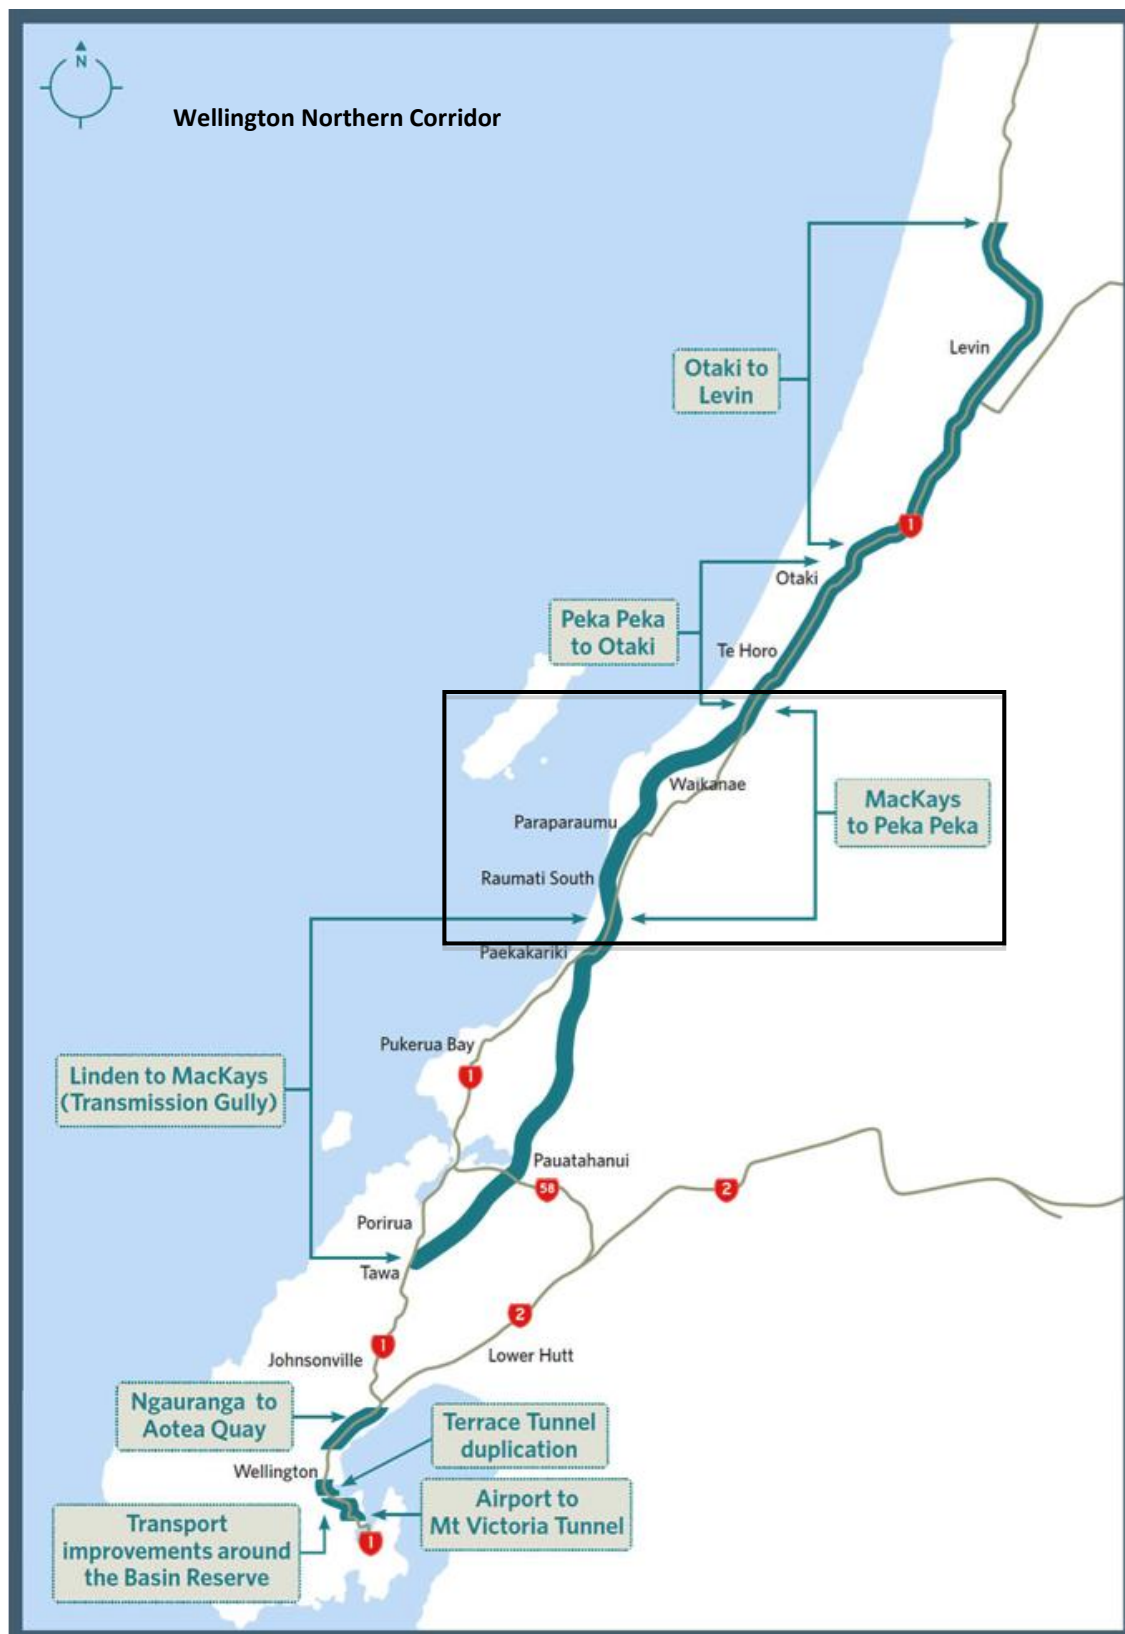 N
Wellington Northern Corridor
Levin
Otaki to
Levin
1
Otaki
Peka Peka
to Otaki
Te Horo
Waikanae
MacKays
to Peka Peka
Paraparaumu
Raumati South
Paekakariki
Pukerua Bay
1
Linden to MacKays
(Transmission Gully)
Pauatahanui
58
2
Porirua
Tawa
2
1
Johnsonville
Lower Hutt
Ngauranga to
Aotea Quay
Terrace Tunnel
duplication
Wellington
Airport to
Mt Victoria Tunnel
Transport
improvements around
the Basin Reserve
1